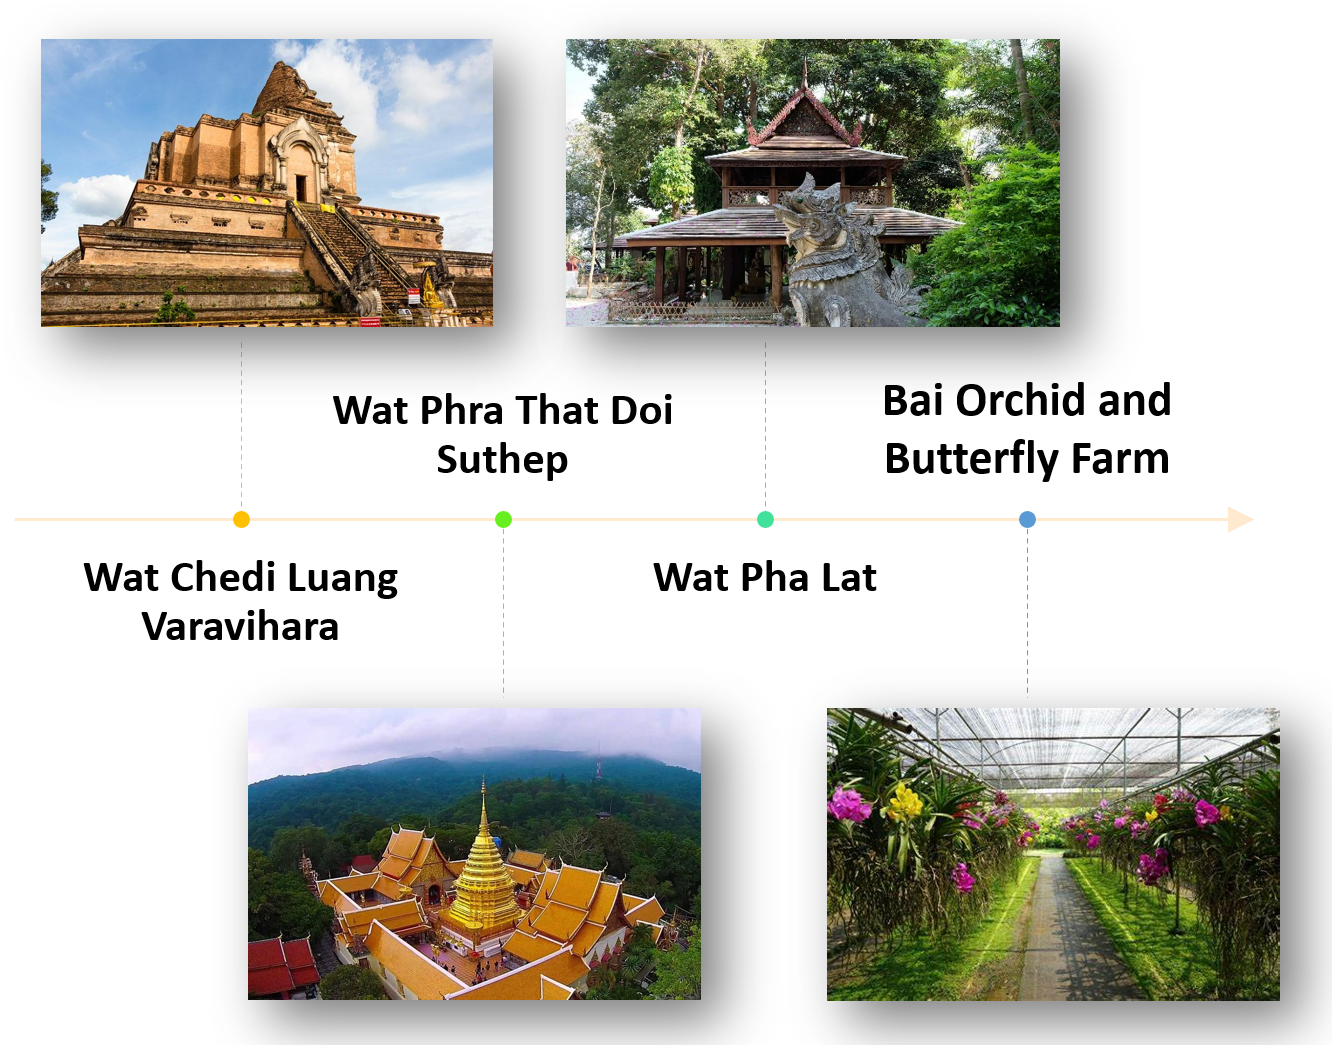 Wat Phra That Doi
Suthep
Bai Orchid and
Butterfly Farm
Wat Chedi Luang
Varavihara
Wat Pha Lat